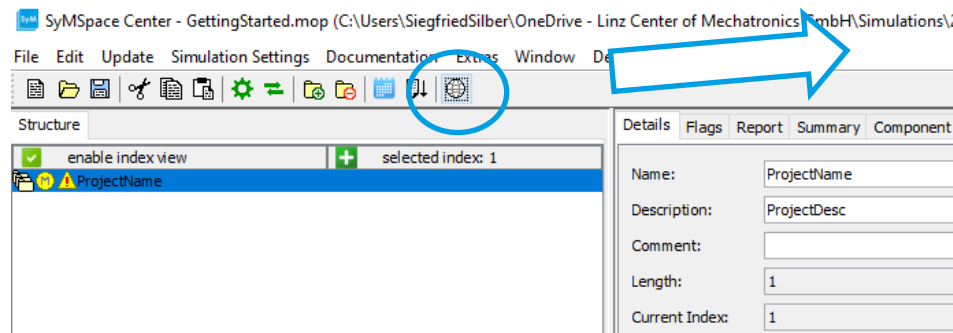 SyM SyMSpace Center - GettingStarted.mop (C:\Users\SiegfriedSilber\OneDrive - Linz Center of Mechatronics GmbH\Simulations\
File Edit Update Simulation Settings Documentation Extras Window De
Structure
Details Flags Report Summary Component
enable index view selected index: 1
M ProjectName
Name: ProjectName
Description: ProjectDesc
Comment:
Length: 1
Current Index: 1